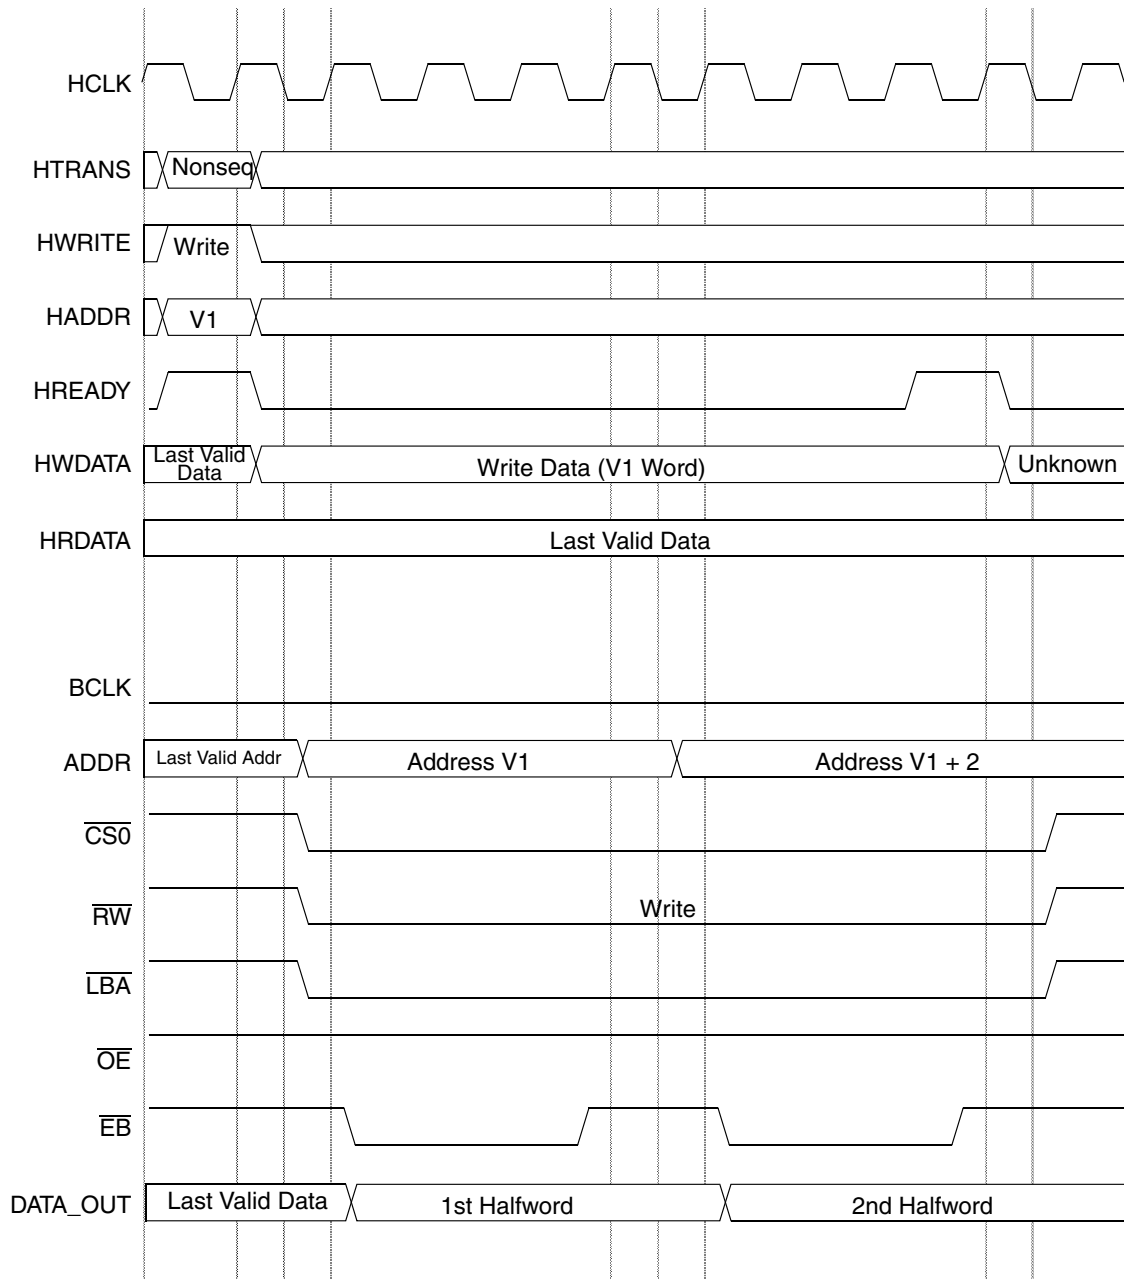 HCLK
HTRANS Nonseq
HWRITE Write
HADDR V1
HREADY
HWDATA Last Valid Data Write Data (V1 Word) Unknown
HRDATA Last Valid Data
BCLK
ADDR Last Valid Addr Address V1 Address V1 + 2
CS0
RW Write
LBA
OE
EB
DATA_OUT Last Valid Data 1st Halfword 2nd Halfword